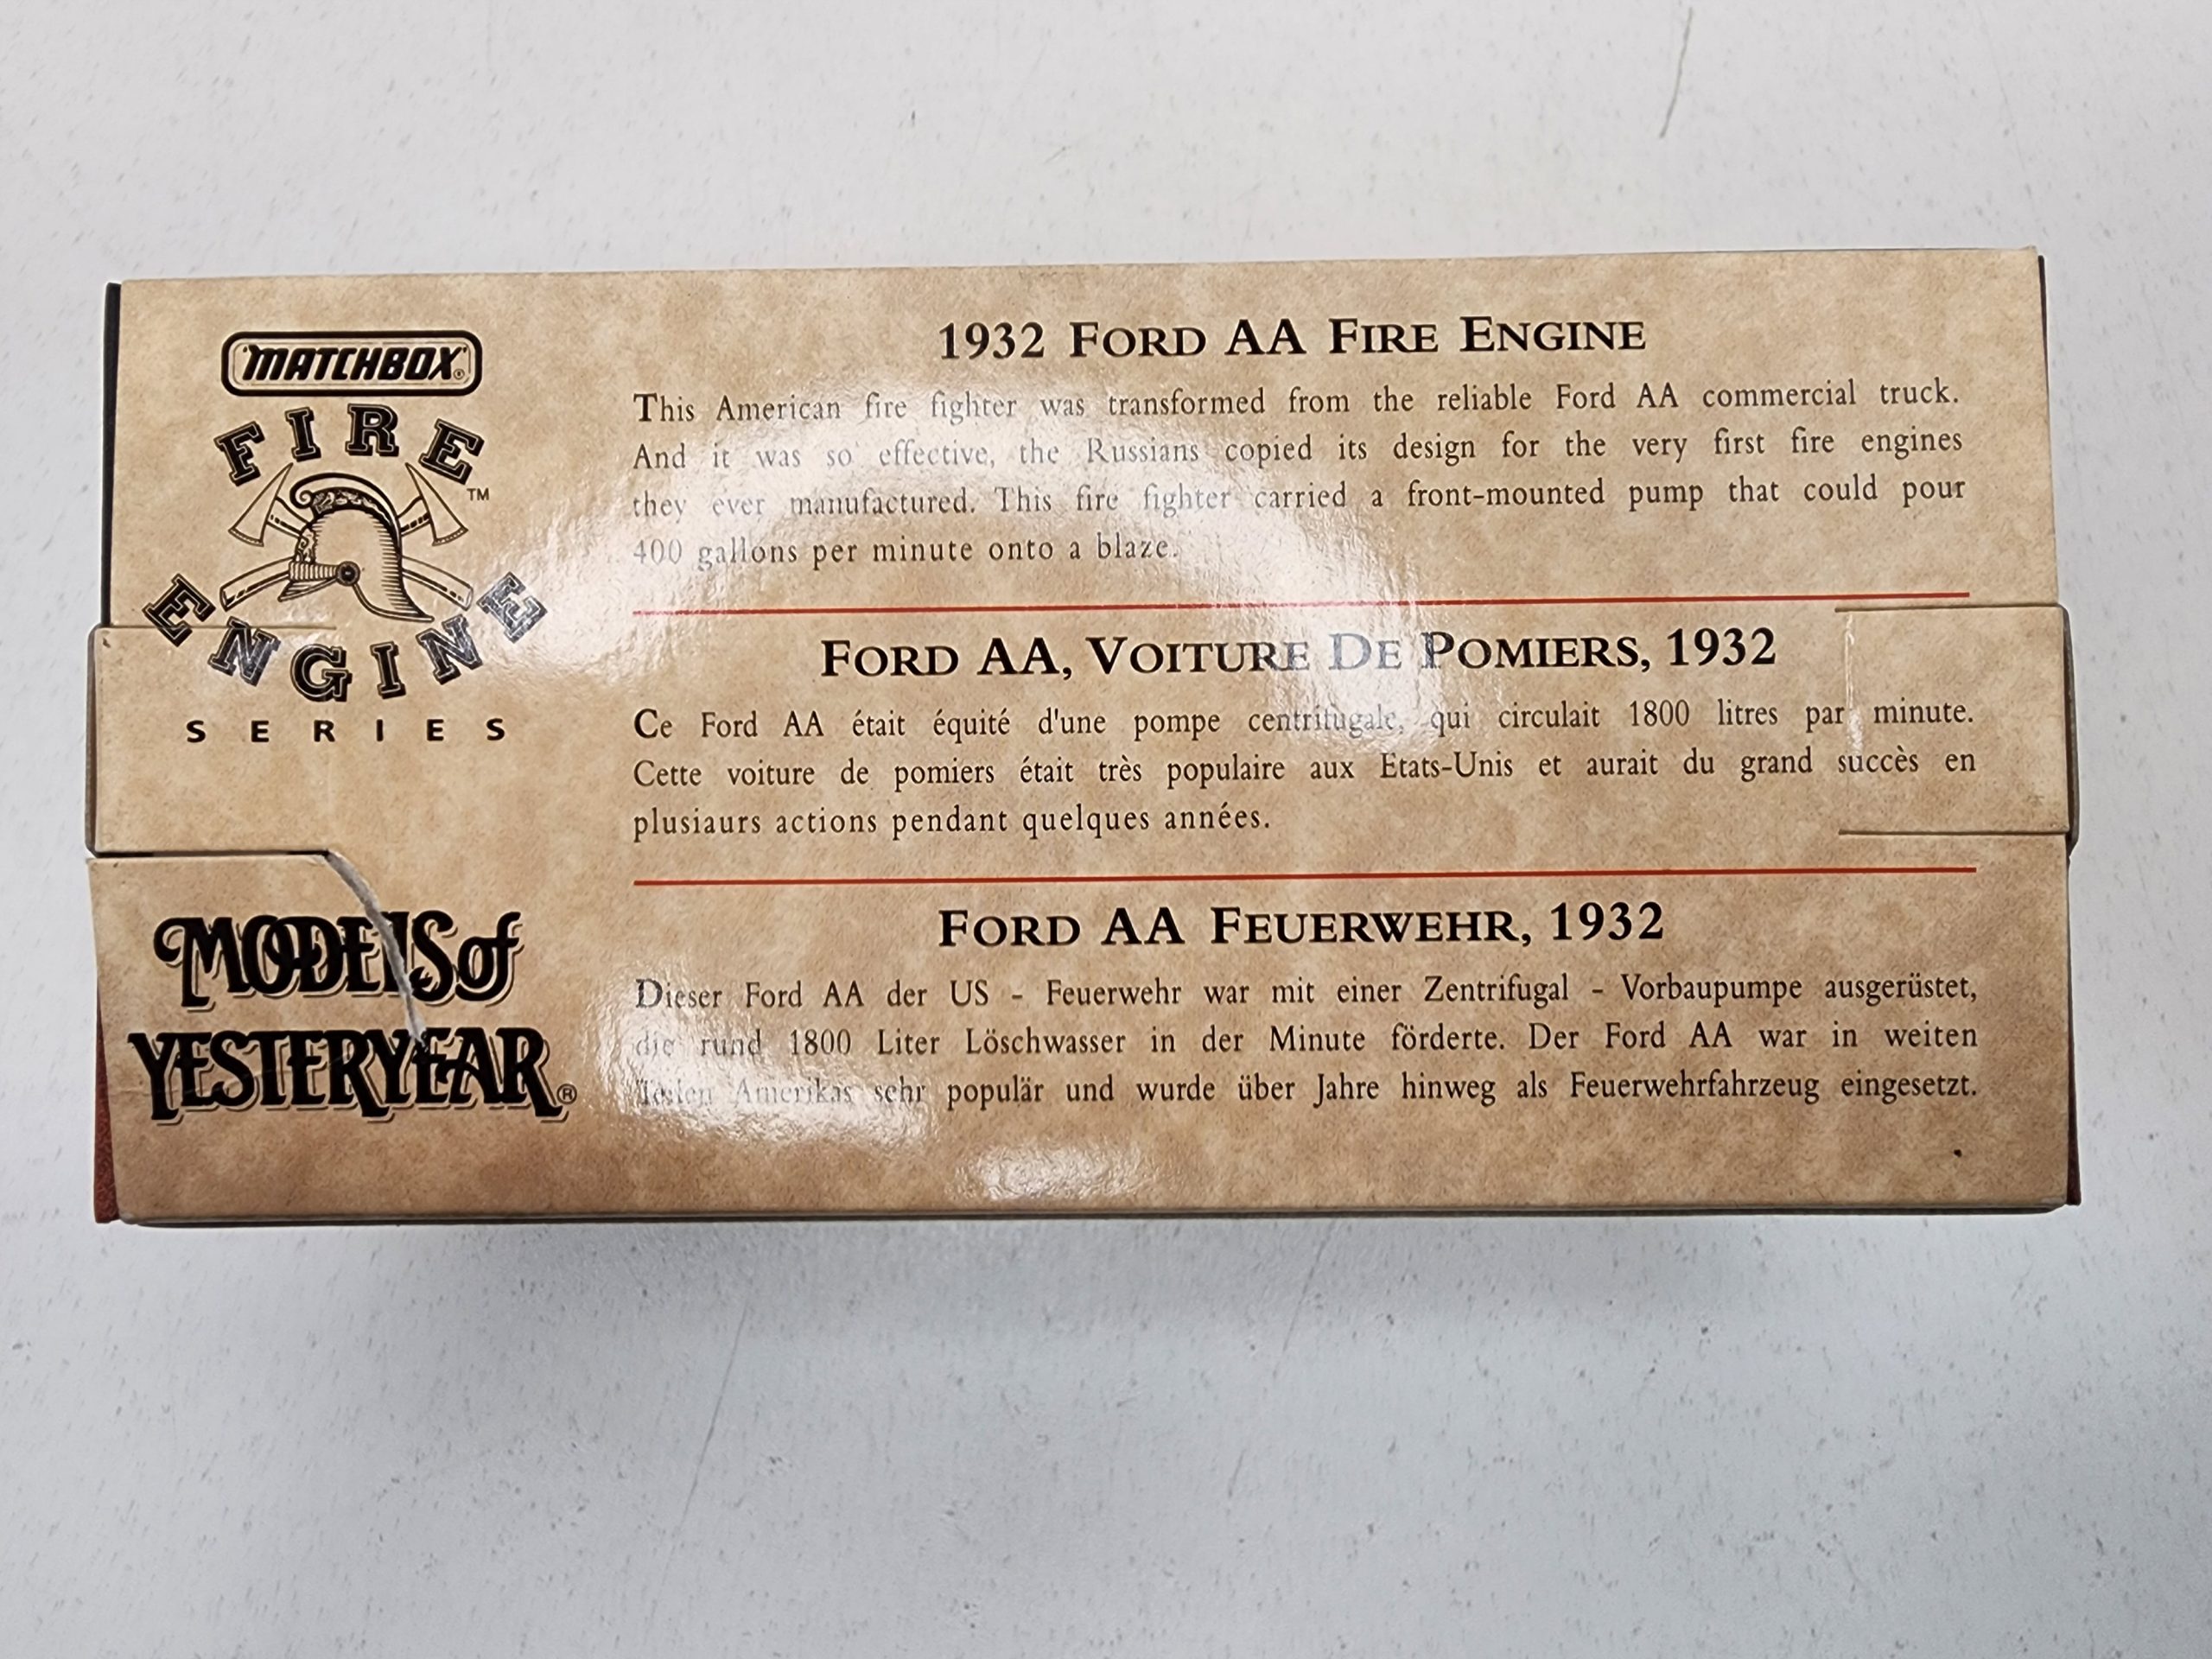 MATCHBOX®
FIRE
ENGINE™
SERIES
MODELS of
YESTERYEAR®
1932 FORD AA FIRE ENGINE
This American fire fighter was transformed from the reliable Ford AA commercial truck.
And it was so effective, the Russians copied its design for the very first fire engines
they ever manufactured. This fire fighter carried a front-mounted pump that could pour
400 gallons per minute onto a blaze.
FORD AA, VOITURE DE POMIERS, 1932
Ce Ford AA était équité d'une pompe centrifugale, qui circulait 1800 litres par minute.
Cette voiture de pomiers était très populaire aux Etats-Unis et aurait du grand succès en
plusiaurs actions pendant quelques années.
FORD AA FEUERWEHR, 1932
Dieser Ford AA der US - Feuerwehr war mit einer Zentrifugal - Vorbaupumpe ausgerüstet,
die rund 1800 Liter Löschwasser in der Minute förderte. Der Ford AA war in weiten
Teilen Amerikas sehr populär und wurde über Jahre hinweg als Feuerwehrfahrzeug eingesetzt.